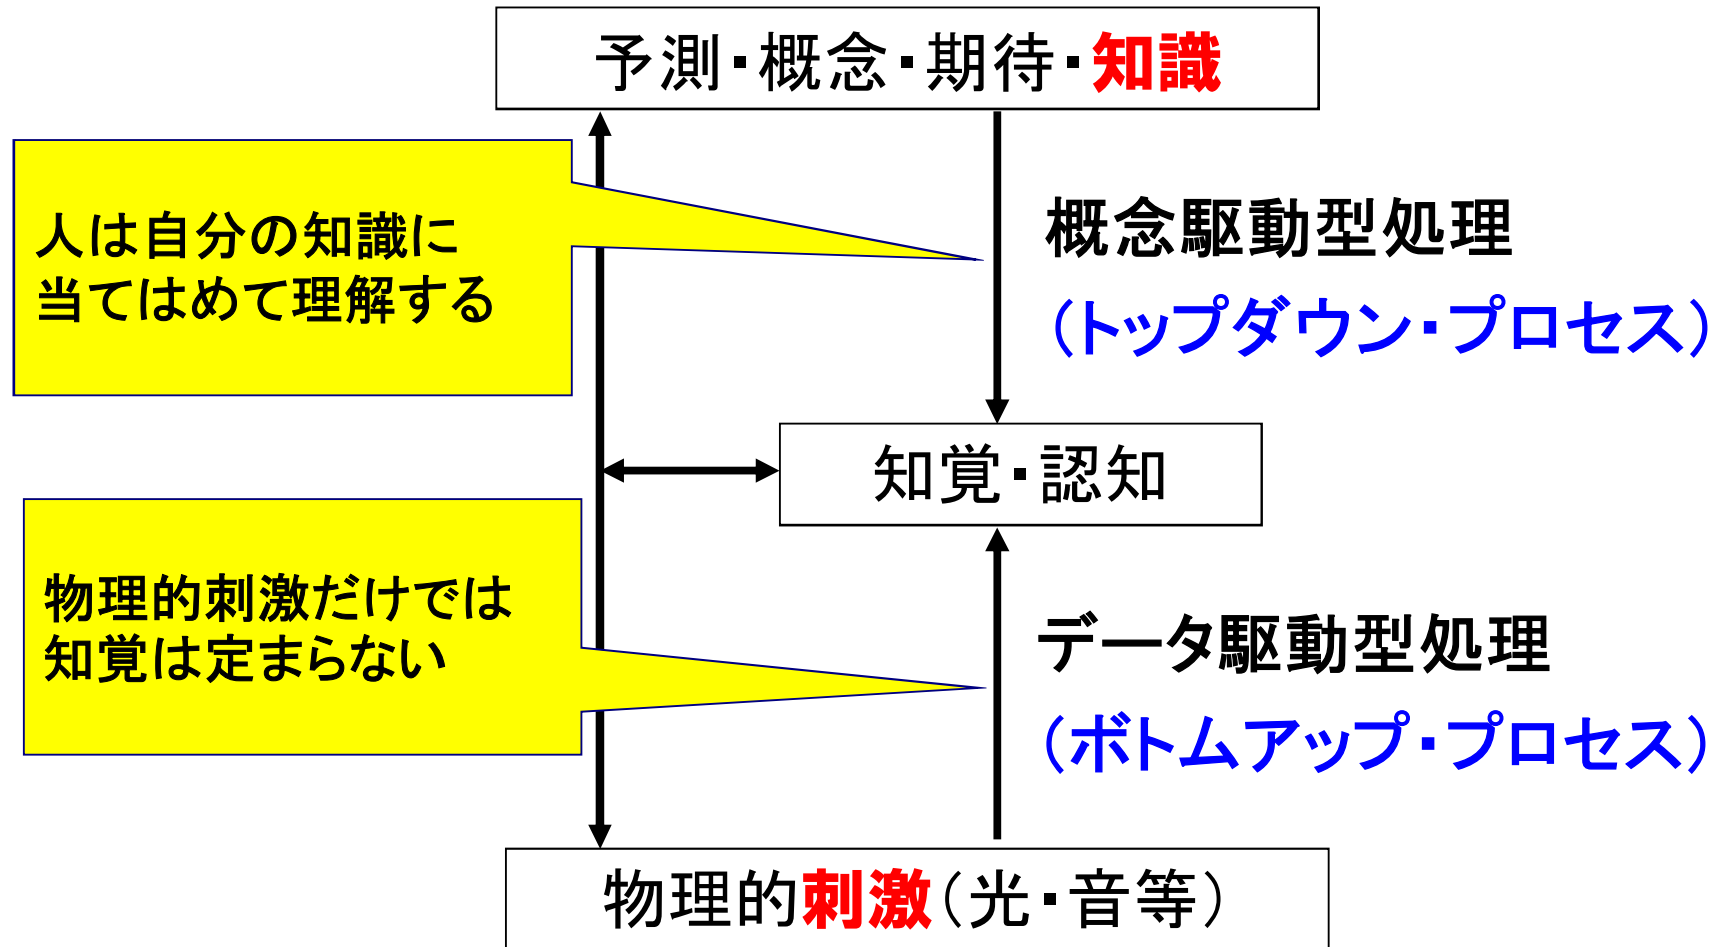 予測・概念・期待・知識
人は自分の知識に
当てはめて理解する
概念駆動型処理
（トップダウン・プロセス）
知覚・認知
物理的刺激だけでは
知覚は定まらない
データ駆動型処理
（ボトムアップ・プロセス）
物理的刺激（光・音等）